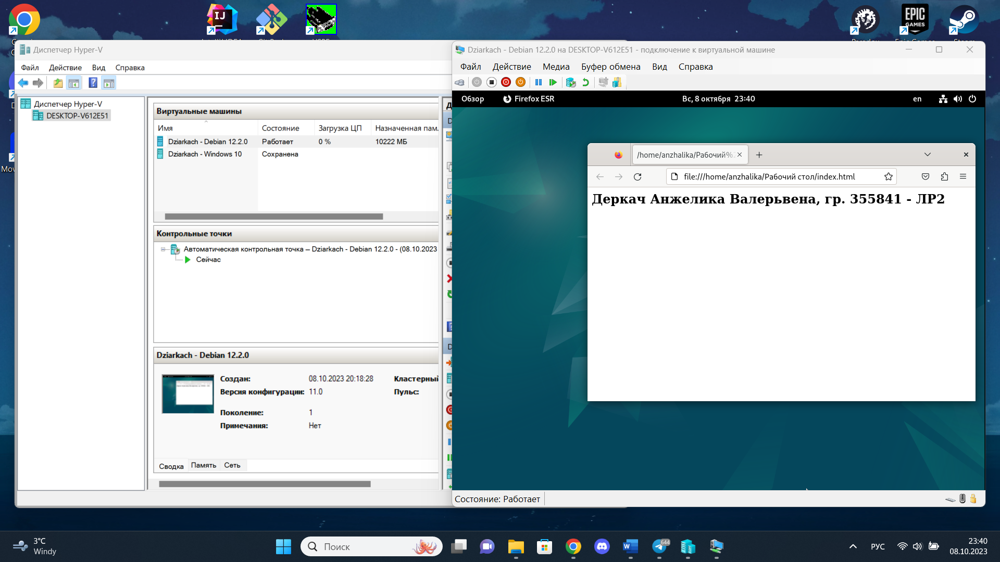 Диспетчер Hyper-V
Файл Действие Вид Справка
Диспетчер Hyper-V
DESKTOP-V612E51
Виртуальные машины
Имя Состояние Загрузка ЦП Назначенная пам.
Dziarkach - Debian 12.2.0 Работает 0 % 10222 МБ
Dziarkach - Windows 10 Сохранена
Контрольные точки
Автоматическая контрольная точка – Dziarkach - Debian 12.2.0 - (08.10.2023
Сейчас
Dziarkach - Debian 12.2.0
Создан: 08.10.2023 20:18:28 Кластерный
Версия конфигурации: 11.0 Пульс:
Поколение: 1
Примечания: Нет
Сводка Память Сеть
Dziarkach - Debian 12.2.0 на DESKTOP-V612E51 - подключение к виртуальной машине
Файл Действие Медиа Буфер обмена Вид Справка
Обзор Firefox ESR Вс, 8 октября 23:40 en
/home/anzhalika/Рабочий%
file:///home/anzhalika/Рабочий стол/index.html
Деркач Анжелика Валерьвена, гр. 355841 - ЛР2
Состояние: Работает
IJ
EPIC
GAMES
Mov
3°C
Windy
Поиск
644
РУС
23:40
08.10.2023